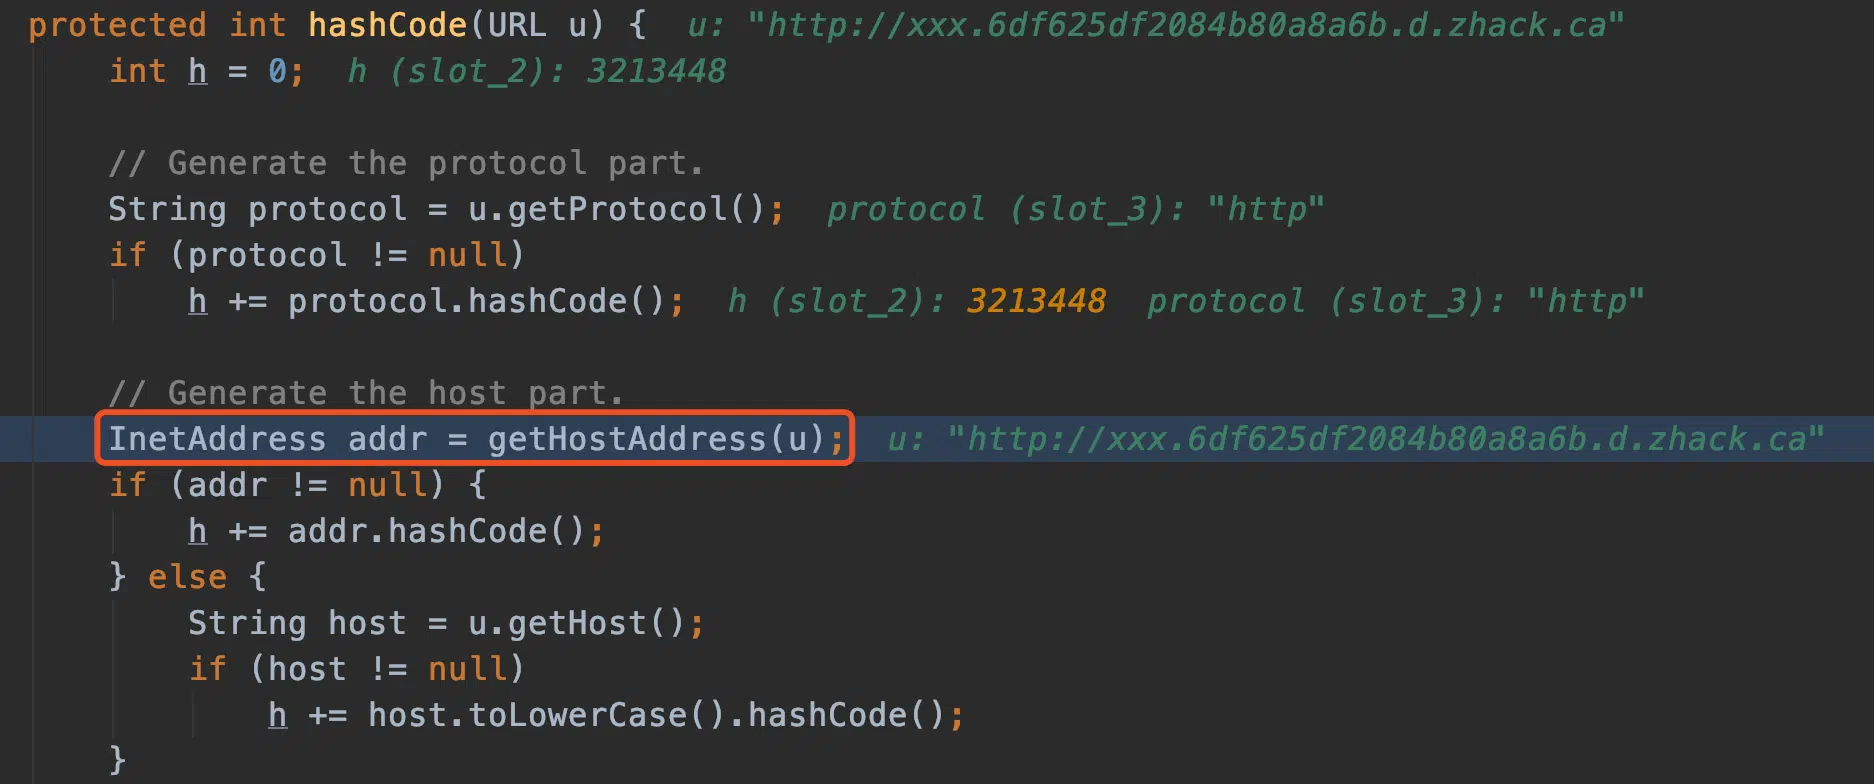 protected int hashCode(URL u) {  u: "http://xxx.6df625df2084b80a8a6b.d.zhack.ca"
    int h = 0;  h (slot_2): 3213448

    // Generate the protocol part.
    String protocol = u.getProtocol();  protocol (slot_3): "http"
    if (protocol != null)
        h += protocol.hashCode();  h (slot_2): 3213448  protocol (slot_3): "http"

    // Generate the host part.
    InetAddress addr = getHostAddress(u);  u: "http://xxx.6df625df2084b80a8a6b.d.zhack.ca"
    if (addr != null) {
        h += addr.hashCode();
    } else {
        String host = u.getHost();
        if (host != null)
            h += host.toLowerCase().hashCode();
    }